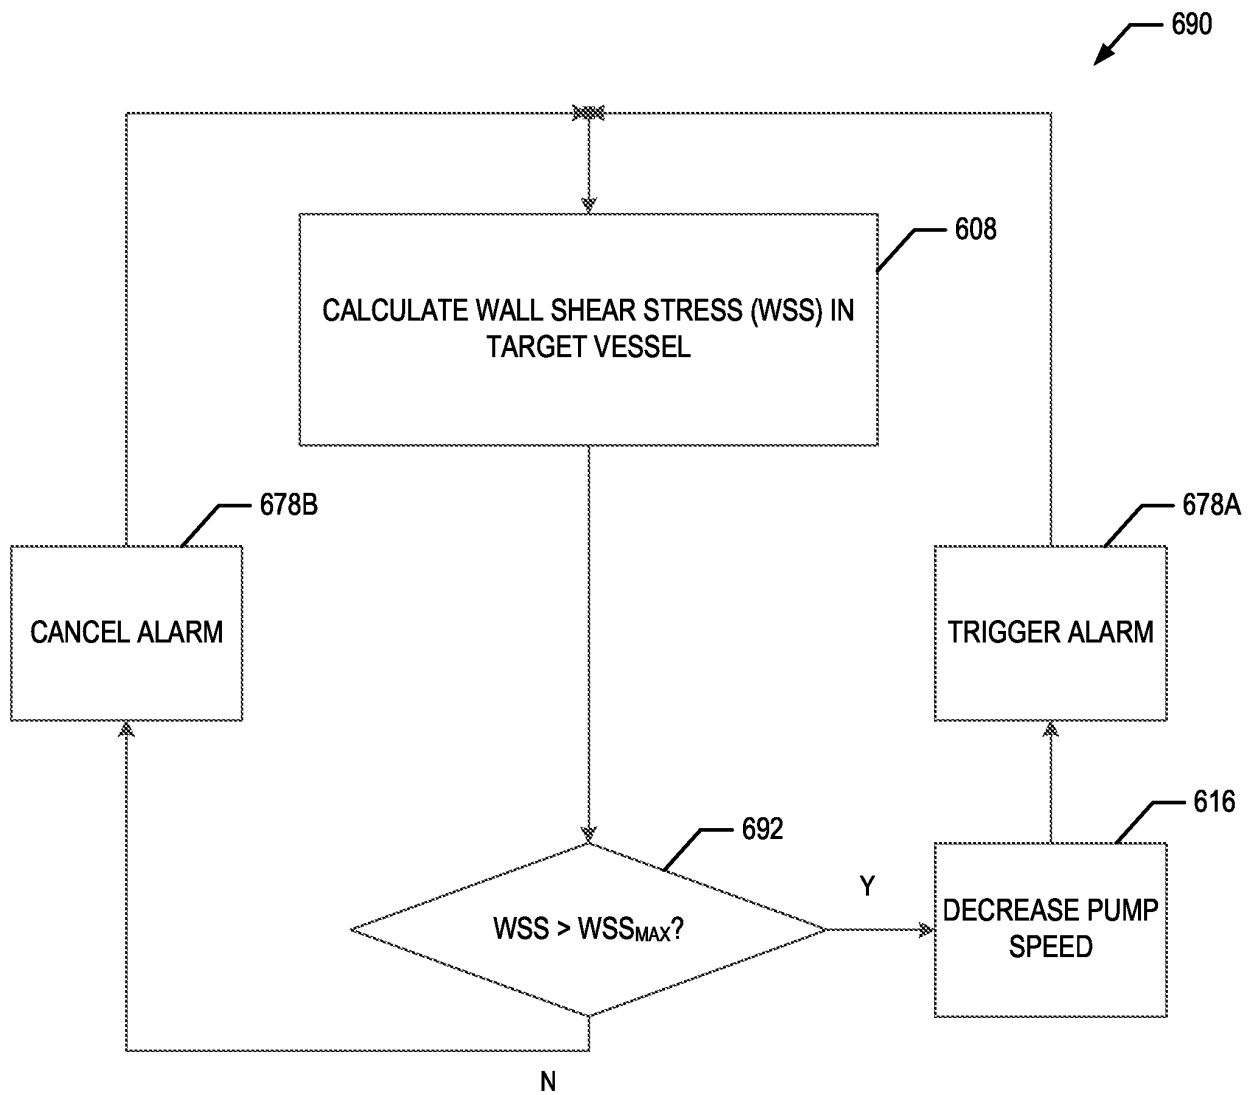 690
608
CALCULATE WALL SHEAR STRESS (WSS) IN
TARGET VESSEL
678B
678A
CANCEL ALARM
TRIGGER ALARM
692
616
Y
WSS > WSSMAX?
DECREASE PUMP
SPEED
N